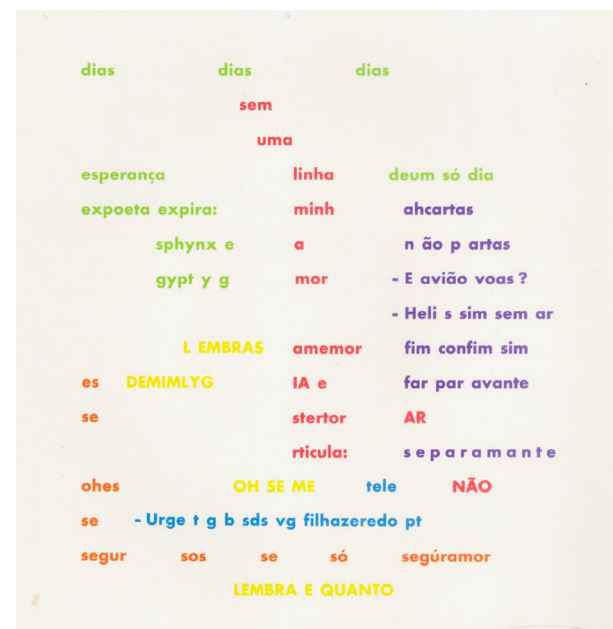 dias dias dias
sem
uma
esperança linha deum só dia
expoeta expira: minh ahcartas
sphynx e a n ão p artas
gypt y g mor - E avião voas ?
- Heli s sim sem ar
L EMBRAS amemor fim confim sim
es DEMIMLYG IA e far par avante
se stertor AR
rticula: s e p a r a m a n t e
ohes OH SE ME tele NÃO
se - Urge t g b sds vg filhazeredo pt
segur sos se só segúramor
LEMBRA E QUANTO